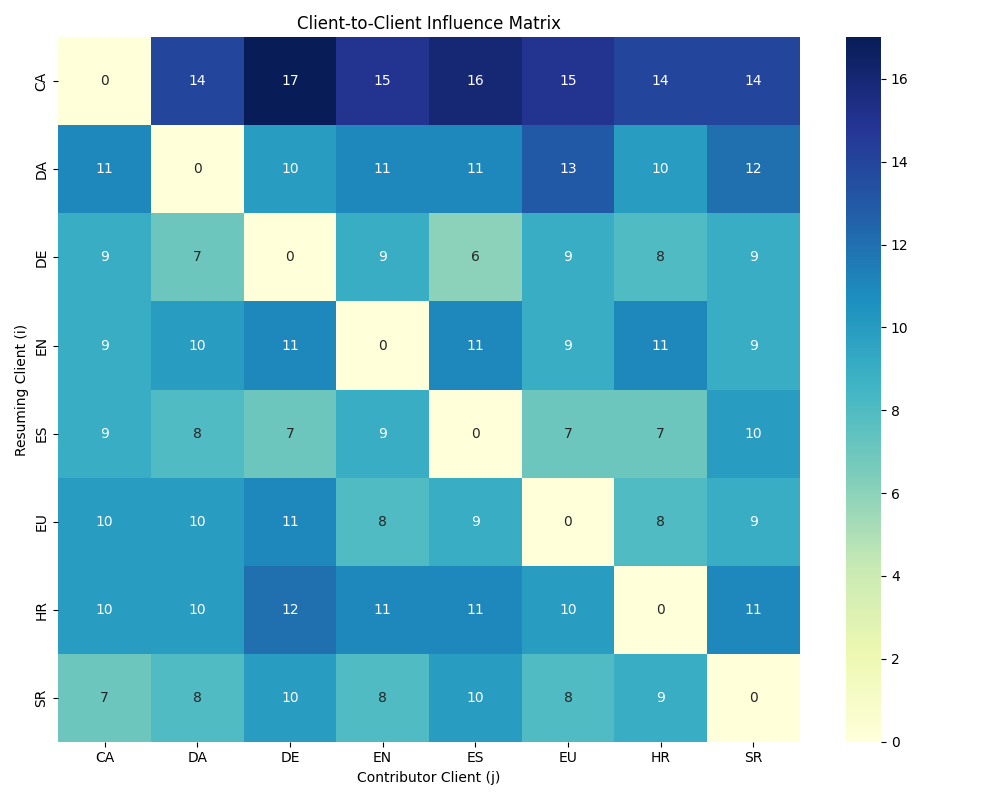 Client-to-Client Influence Matrix
Resuming Client (i)
CA 0 14 17 15 16 15 14 14
DA 11 0 10 11 11 13 10 12
DE 9 7 0 9 6 9 8 9
EN 9 10 11 0 11 9 11 9
ES 9 8 7 9 0 7 7 10
EU 10 10 11 8 9 0 8 9
HR 10 10 12 11 11 10 0 11
SR 7 8 10 8 10 8 9 0
CA DA DE EN ES EU HR SR
Contributor Client (j)
16
14
12
10
8
6
4
2
0